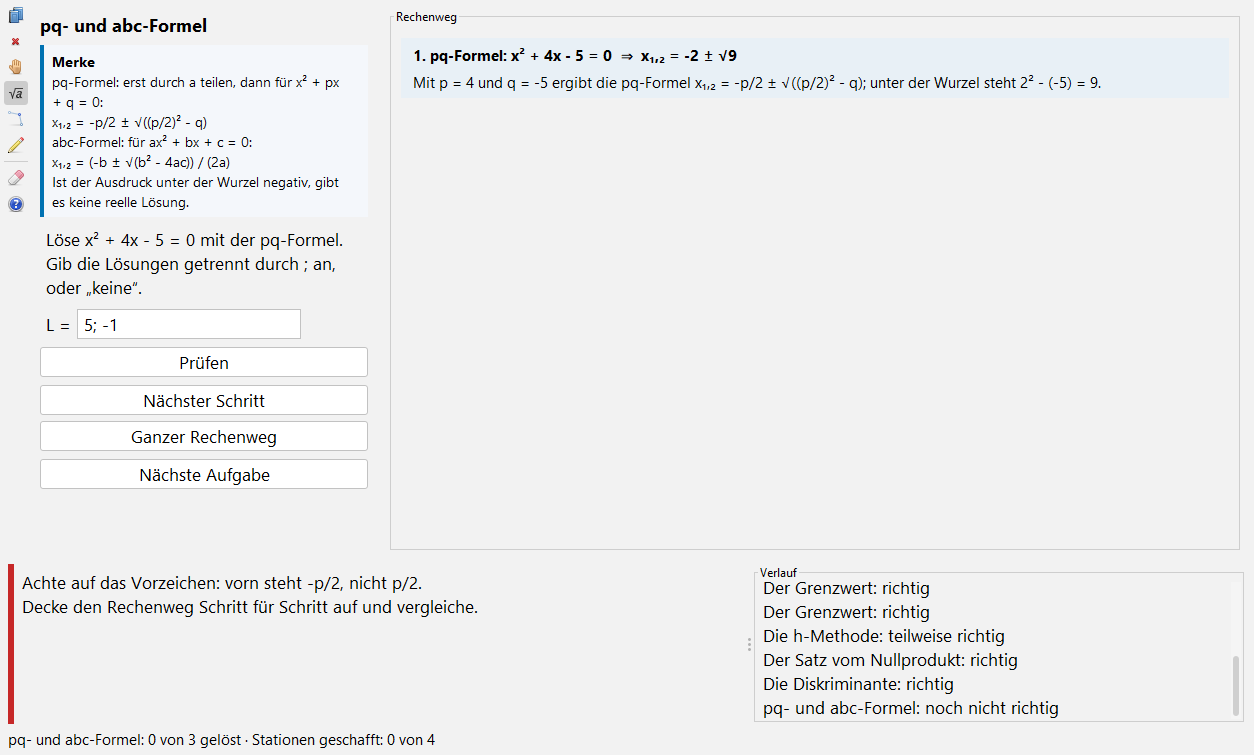 pq- und abc-Formel
Merke
pq-Formel: erst durch a teilen, dann für x² + px
+ q = 0:
x₁,₂ = -p/2 ± √((p/2)² - q)
abc-Formel: für ax² + bx + c = 0:
x₁,₂ = (-b ± √(b² - 4ac)) / (2a)
Ist der Ausdruck unter der Wurzel negativ, gibt
es keine reelle Lösung.
Löse x² + 4x - 5 = 0 mit der pq-Formel.
Gib die Lösungen getrennt durch ; an,
oder „keine“.
L = 5; -1
Prüfen
Nächster Schritt
Ganzer Rechenweg
Nächste Aufgabe
Rechenweg
1. pq-Formel: x² + 4x - 5 = 0 ⇒ x₁,₂ = -2 ± √9
Mit p = 4 und q = -5 ergibt die pq-Formel x₁,₂ = -p/2 ± √((p/2)² - q); unter der Wurzel steht 2² - (-5) = 9.
Achte auf das Vorzeichen: vorn steht -p/2, nicht p/2.
Decke den Rechenweg Schritt für Schritt auf und vergleiche.
Verlauf
Der Grenzwert: richtig
Der Grenzwert: richtig
Die h-Methode: teilweise richtig
Der Satz vom Nullprodukt: richtig
Die Diskriminante: richtig
pq- und abc-Formel: noch nicht richtig
pq- und abc-Formel: 0 von 3 gelöst · Stationen geschafft: 0 von 4